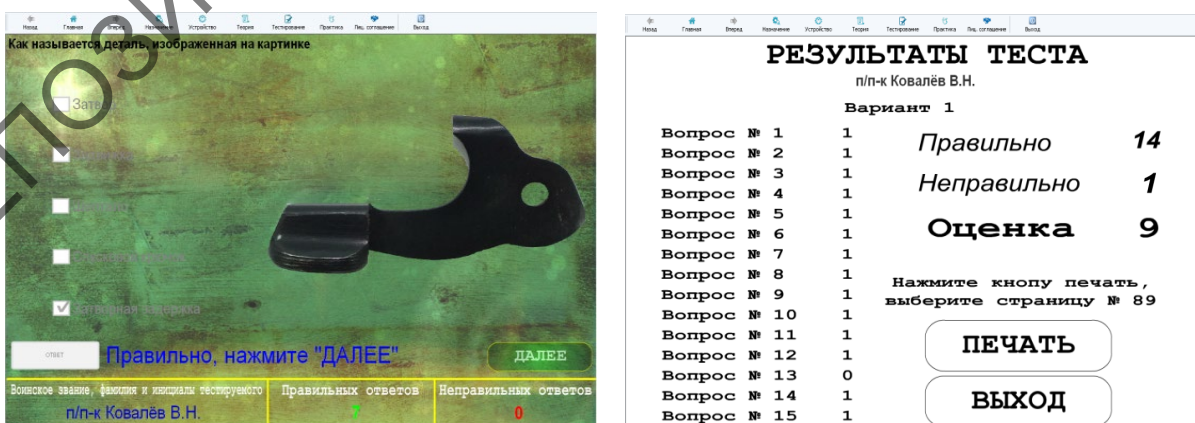 Назад Главная Вперед Назначение Устройство Теория Тестирование Практика Лиц. соглашение Выход
Как называется деталь, изображенная на картинке
затворная задержка
ОТВЕТ
Правильно, нажмите "ДАЛЕЕ"
ДАЛЕЕ
Воинское звание, фамилия и инициалы тестируемого
Правильных ответов
Неправильных ответов
п/п-к Ковалёв В.Н.
7
0
Назад Главная Вперед Назначение Устройство Теория Тестирование Практика Лиц. соглашение Выход
РЕЗУЛЬТАТЫ ТЕСТА
п/п-к Ковалёв В.Н.
Вариант 1
Вопрос № 1 1
Вопрос № 2 1
Вопрос № 3 1
Вопрос № 4 1
Вопрос № 5 1
Вопрос № 6 1
Вопрос № 7 1
Вопрос № 8 1
Вопрос № 9 1
Вопрос № 10 1
Вопрос № 11 1
Вопрос № 12 1
Вопрос № 13 0
Вопрос № 14 1
Вопрос № 15 1
Правильно 14
Неправильно 1
Оценка 9
Нажмите кнопу печать,
выберите страницу № 89
ПЕЧАТЬ
ВЫХОД